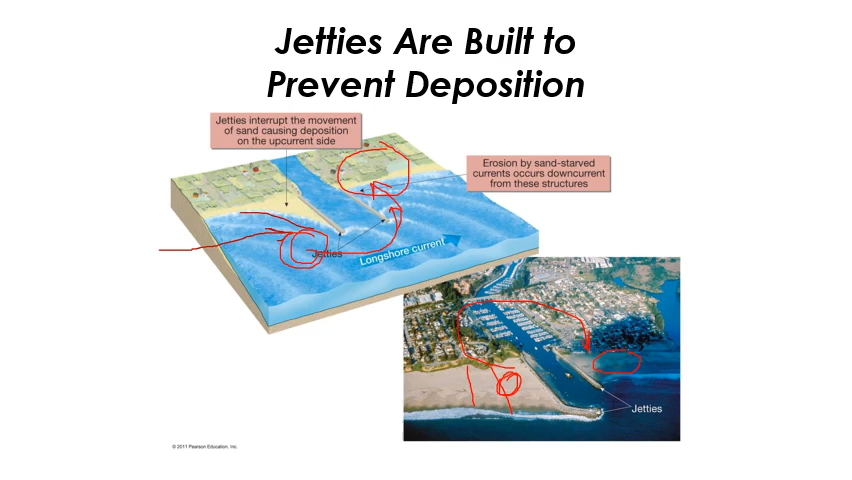 Jetties Are Built to
Prevent Deposition
Jetties interrupt the movement
of sand causing deposition
on the upcurrent side
Erosion by sand-starved
currents occurs downcurrent
from these structures
Jetties
Longshore current
Jetties
© 2011 Pearson Education, Inc.